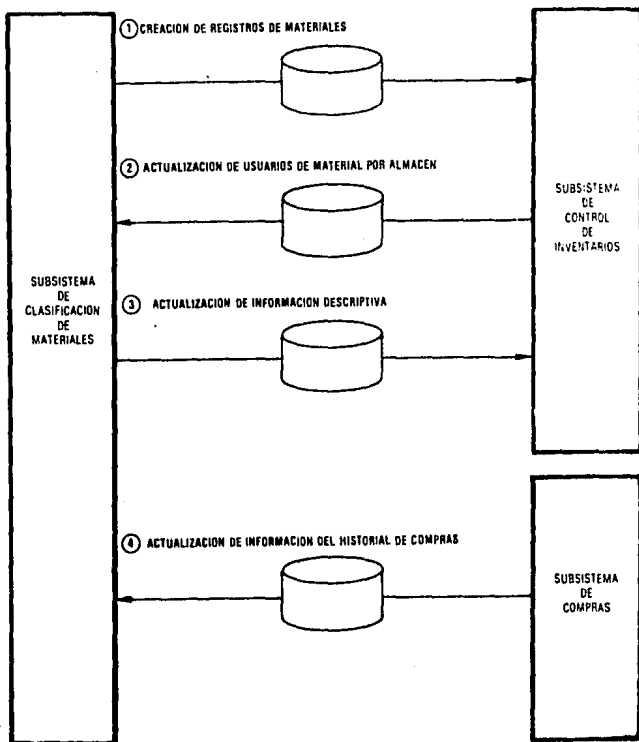 ① CREACION DE REGISTROS DE MATERIALES
② ACTUALIZACION DE USUARIOS DE MATERIAL POR ALMACEN
SUBSISTEMA
DE
CONTROL
DE
INVENTARIOS
SUBSISTEMA
DE
CLASIFICACION
DE
MATERIALES
③ ACTUALIZACION DE INFORMACION DESCRIPTIVA
④ ACTUALIZACION DE INFORMACION DEL HISTORIAL DE COMPRAS
SUBSISTEMA
DE
COMPRAS